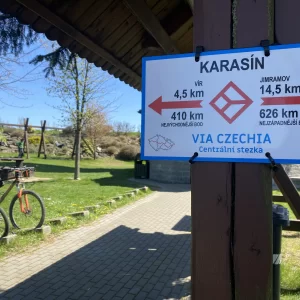 KARASÍN
VÍR
4,5 km
410 km
NEJVÝCHODNĚJŠÍ BOD
JIMRAMOV
14,5 km
626 km
NEJZÁPADNĚJŠÍ BOD
VIA CZECHIA
Centrální stezka